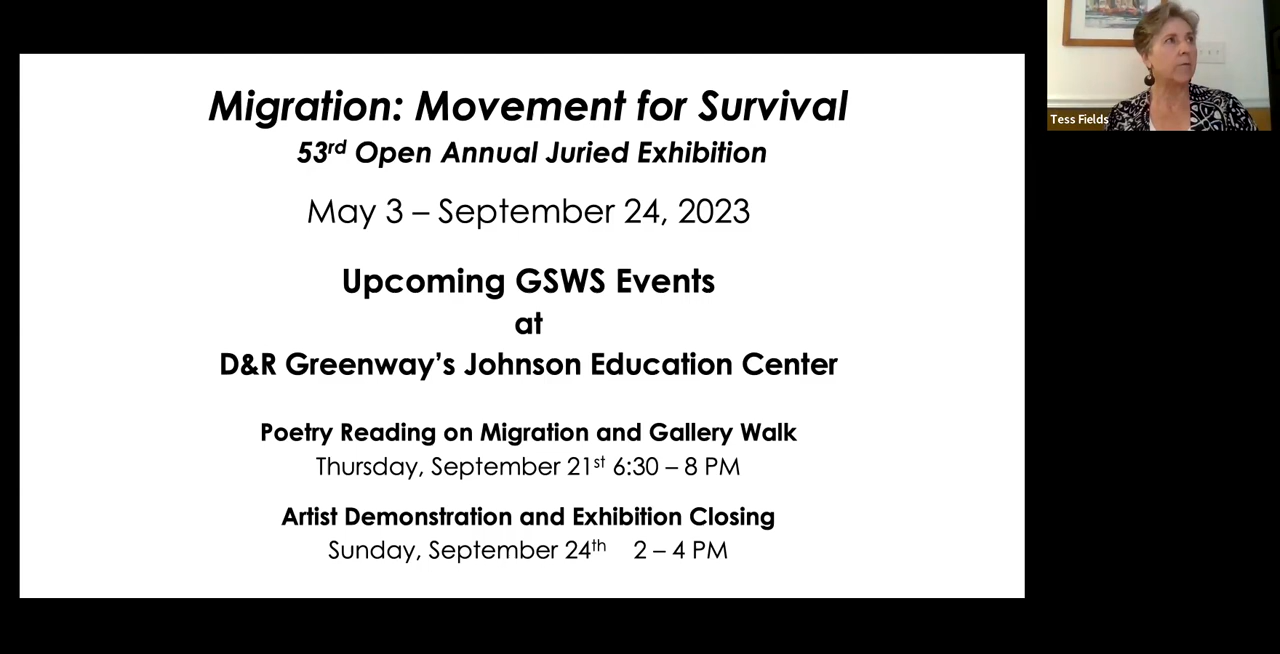 Migration: Movement for Survival
53rd Open Annual Juried Exhibition
May 3 – September 24, 2023
Upcoming GSWS Events
at
D&R Greenway’s Johnson Education Center
Poetry Reading on Migration and Gallery Walk
Thursday, September 21st 6:30 – 8 PM
Artist Demonstration and Exhibition Closing
Sunday, September 24th 2 – 4 PM
Tess Fields